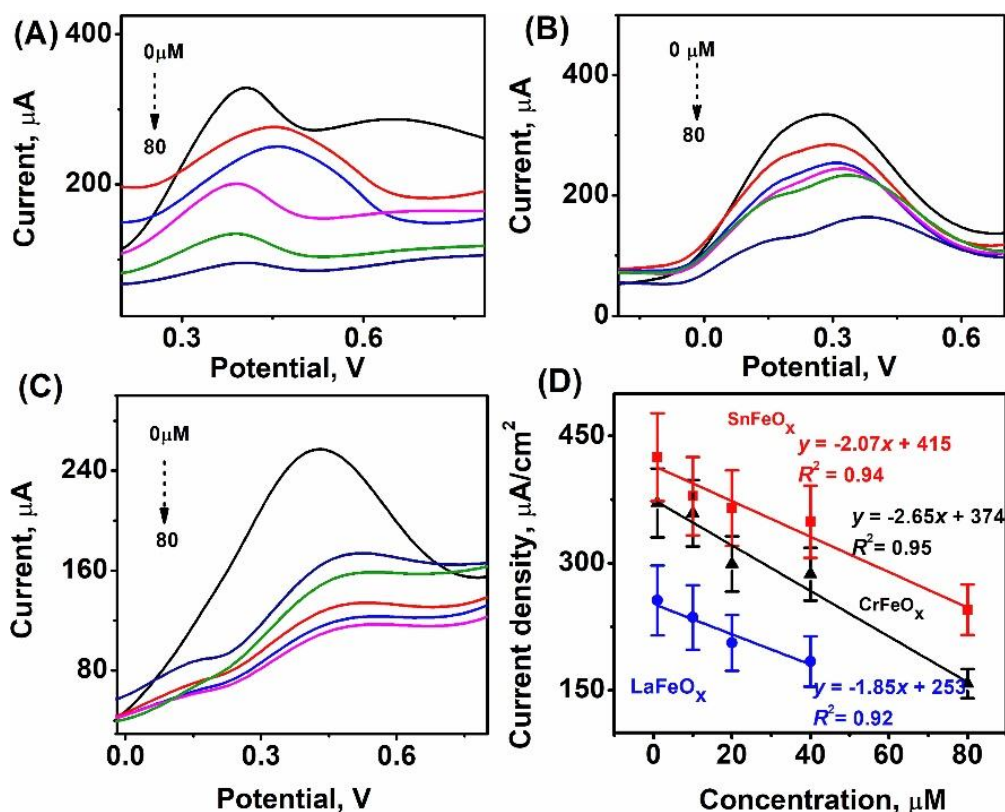 (A)
400
200
Current, μA
0μM
80
0.3
0.6
Potential, V
(B)
400
200
0
Current, μA
0 μM
80
0.0
0.3
0.6
Potential, V
(C)
240
160
80
Current, μA
0μM
80
0.0
0.3
0.6
Potential, V
(D)
450
300
150
Current density, μA/cm²
SnFeOₓ
y = -2.07x + 415
R² = 0.94
y = -2.65x + 374
R²= 0.95
CrFeOₓ
LaFeOₓ
y = -1.85x + 253
R² = 0.92
0
20
40
60
80
Concentration, μM